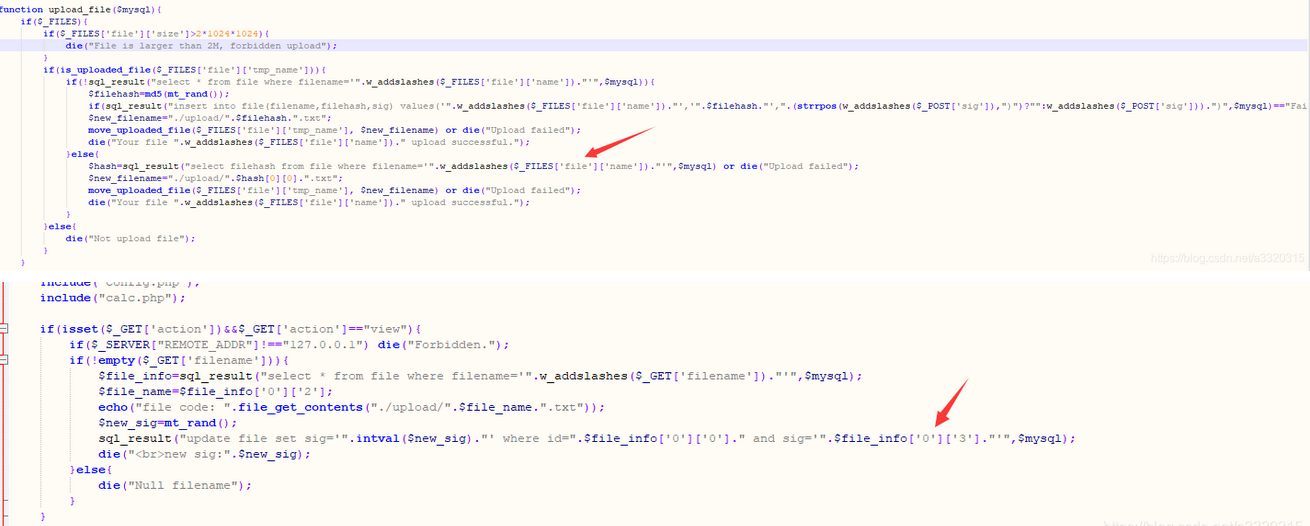 function upload_file($mysql){
if($_FILES){
if($_FILES['file']['size']>2*1024*1024){
die("File is larger than 2M, forbidden upload");
}
if(is_uploaded_file($_FILES['file']['tmp_name'])){
if(!sql_result("select * from file where filename='".w_addslashes($_FILES['file']['name'])."'",$mysql)){
$filehash=md5(mt_rand());
if(sql_result("insert into file(filename,filehash,sig) values('".w_addslashes($_FILES['file']['name'])."','".$filehash."',".(strrpos(w_addslashes($_POST['sig']),")")?"":w_addslashes($_POST['sig'])).")",$mysql)=="Fai
$new_filename="./upload/".$filehash.".txt";
move_uploaded_file($_FILES['file']['tmp_name'], $new_filename) or die("Upload failed");
die("Your file ".w_addslashes($_FILES['file']['name'])." upload successful.");
}else{
$hash=sql_result("select filehash from file where filename='".w_addslashes($_FILES['file']['name'])."'",$mysql) or die("Upload failed");
$new_filename="./upload/".$hash[0][0].".txt";
move_uploaded_file($_FILES['file']['tmp_name'], $new_filename) or die("Upload failed");
die("Your file ".w_addslashes($_FILES['file']['name'])." upload successful.");
}
}else{
die("Not upload file");
}
}
https://blog.csdn.net/a3320315
include("config.php");
include("calc.php");
if(isset($_GET['action'])&&$_GET['action']=="view"){
if($_SERVER["REMOTE_ADDR"]!=="127.0.0.1") die("Forbidden.");
if(!empty($_GET['filename'])){
$file_info=sql_result("select * from file where filename='".w_addslashes($_GET['filename'])."'",$mysql);
$file_name=$file_info['0']['2'];
echo("file code: ".file_get_contents("./upload/".$file_name.".txt"));
$new_sig=mt_rand();
sql_result("update file set sig='".intval($new_sig)."' where id=".$file_info['0']['0']." and sig='".$file_info['0']['3']."'",$mysql);
die("<br>new sig:".$new_sig);
}else{
die("Null filename");
}
}
https://blog.csdn.net/a3320315